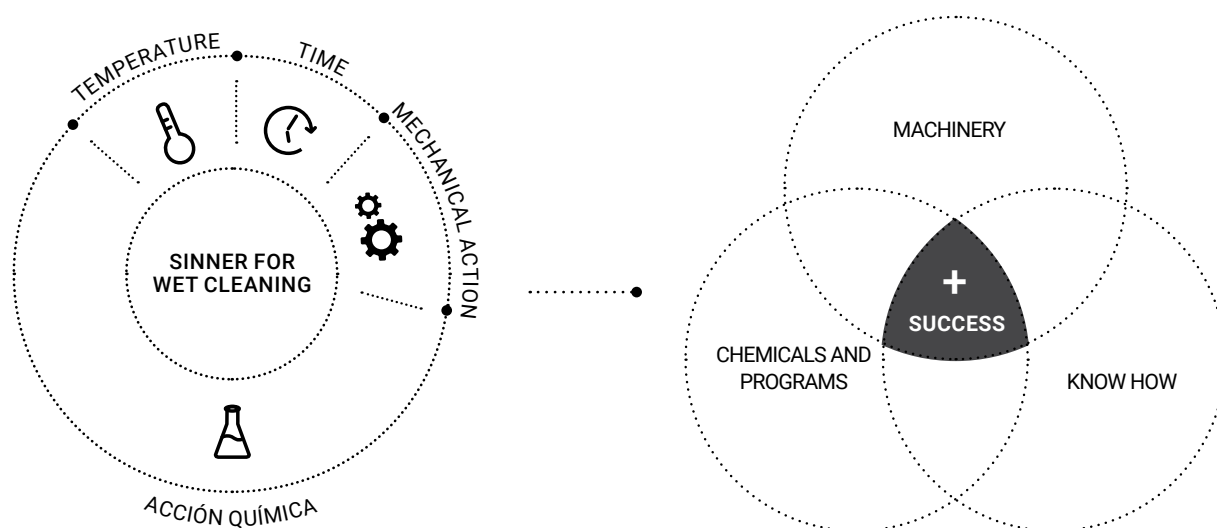 TEMPERATURE
TIME
MECHANICAL ACTION
SINNER FOR
WET CLEANING
ACCIÓN QUÍMICA
MACHINERY
+
SUCCESS
CHEMICALS AND
PROGRAMS
KNOW HOW